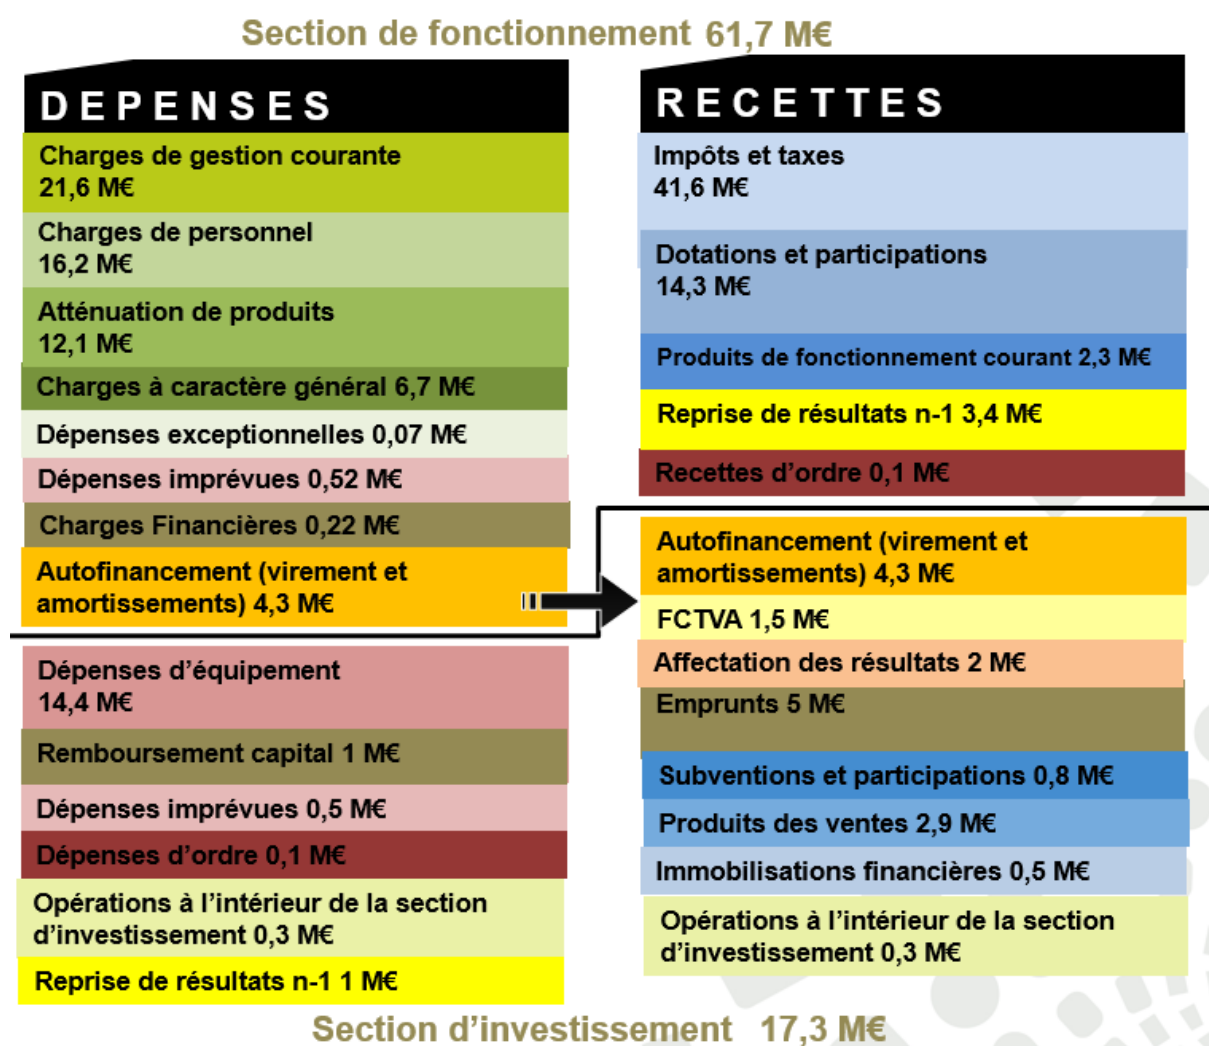 Section de fonctionnement 61,7 M€
DEPENSES
Charges de gestion courante
21,6 M€
Charges de personnel
16,2 M€
Atténuation de produits
12,1 M€
Charges à caractère général 6,7 M€
Dépenses exceptionnelles 0,07 M€
Dépenses imprévues 0,52 M€
Charges Financières 0,22 M€
Autofinancement (virement et
amortissements) 4,3 M€
RECETTES
Impôts et taxes
41,6 M€
Dotations et participations
14,3 M€
Produits de fonctionnement courant 2,3 M€
Reprise de résultats n-1 3,4 M€
Recettes d’ordre 0,1 M€
Dépenses d’équipement
14,4 M€
Remboursement capital 1 M€
Dépenses imprévues 0,5 M€
Dépenses d’ordre 0,1 M€
Opérations à l’intérieur de la section
d’investissement 0,3 M€
Reprise de résultats n-1 1 M€
Autofinancement (virement et
amortissements) 4,3 M€
FCTVA 1,5 M€
Affectation des résultats 2 M€
Emprunts 5 M€
Subventions et participations 0,8 M€
Produits des ventes 2,9 M€
Immobilisations financières 0,5 M€
Opérations à l’intérieur de la section
d’investissement 0,3 M€
Section d’investissement 17,3 M€